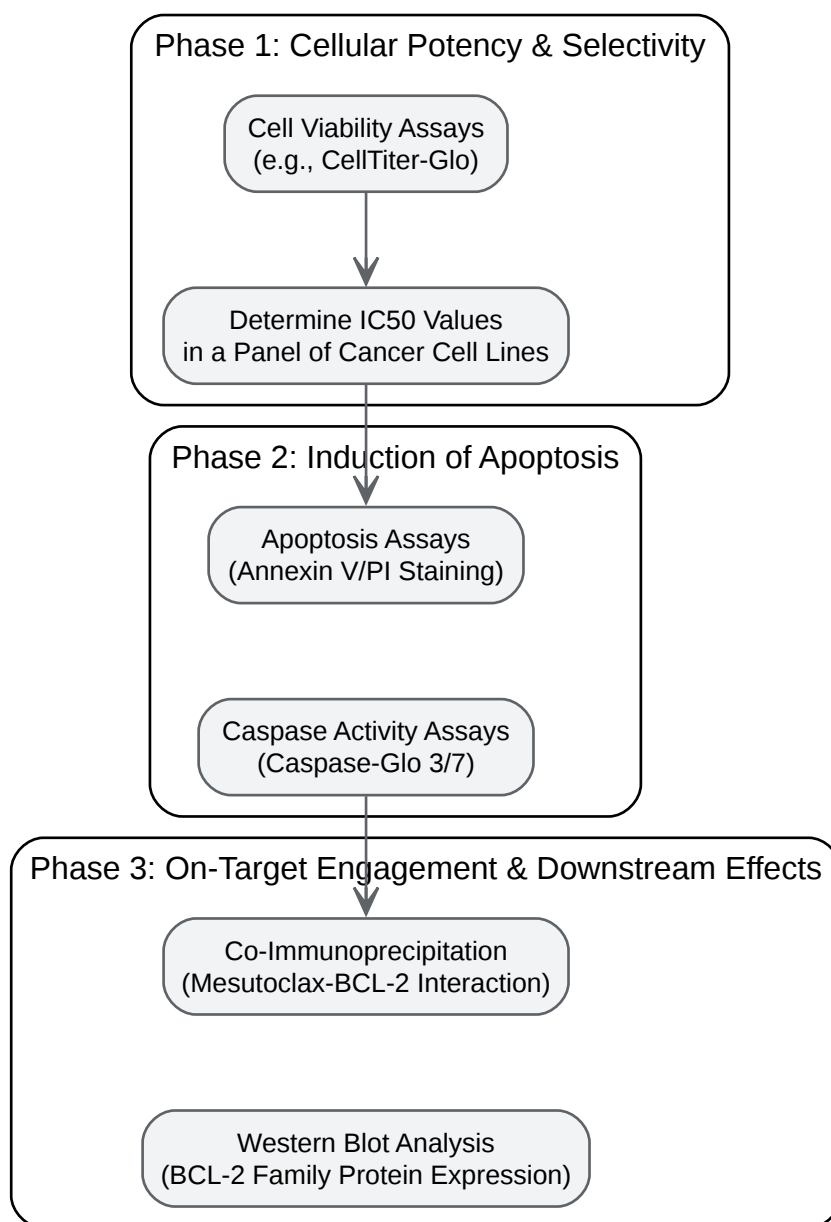 Phase 1: Cellular Potency & Selectivity
Cell Viability Assays
(e.g., CellTiter-Glo)
Determine IC50 Values
in a Panel of Cancer Cell Lines
Phase 2: Induction of Apoptosis
Apoptosis Assays
(Annexin V/PI Staining)
Caspase Activity Assays
(Caspase-Glo 3/7)
Phase 3: On-Target Engagement & Downstream Effects
Co-Immunoprecipitation
(Mesutoclax-BCL-2 Interaction)
Western Blot Analysis
(BCL-2 Family Protein Expression)